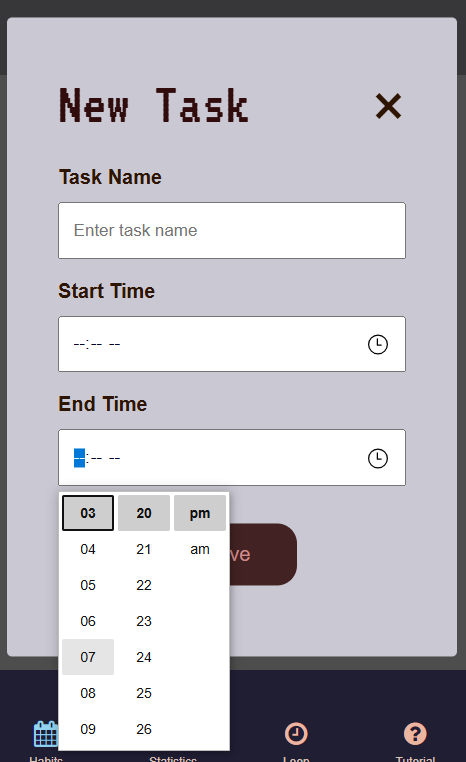 New Task
Task Name
Enter task name
Start Time
--:-- --
End Time
--:-- --
03 20 pm
04 21 am
05 22
06 23
07 24
08 25
09 26
ve
Habits
Statistics
Loop
Tutorial